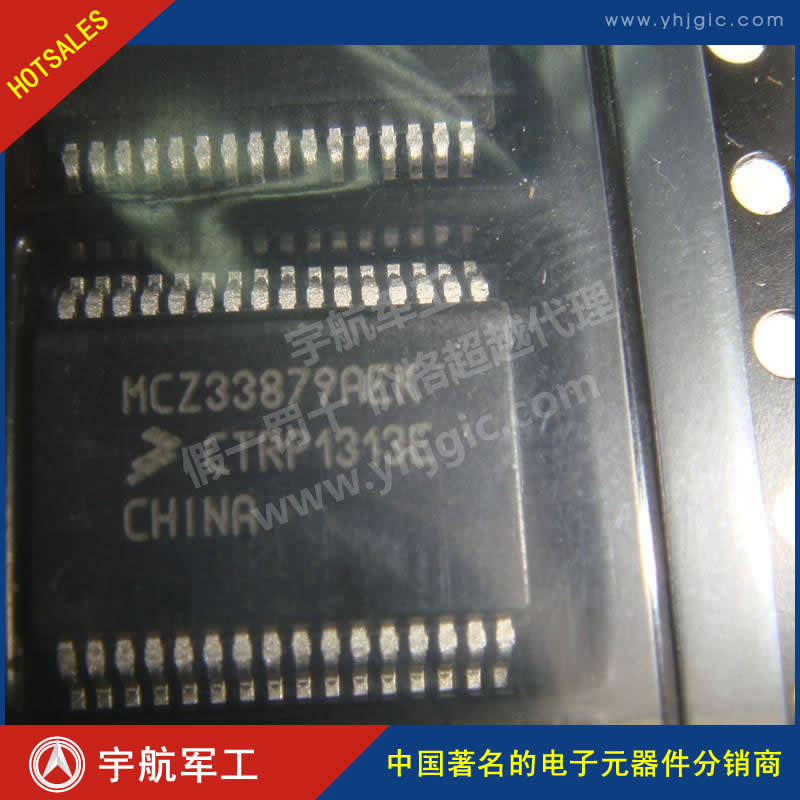 HOTSALES
www.yhjgic.com
宇航军工
假一罚十 价格超越代理
www.yhjgic.com
MCZ33879AEK
CTRP1313E
CHINA
宇航军工
中国著名的电子元器件分销商